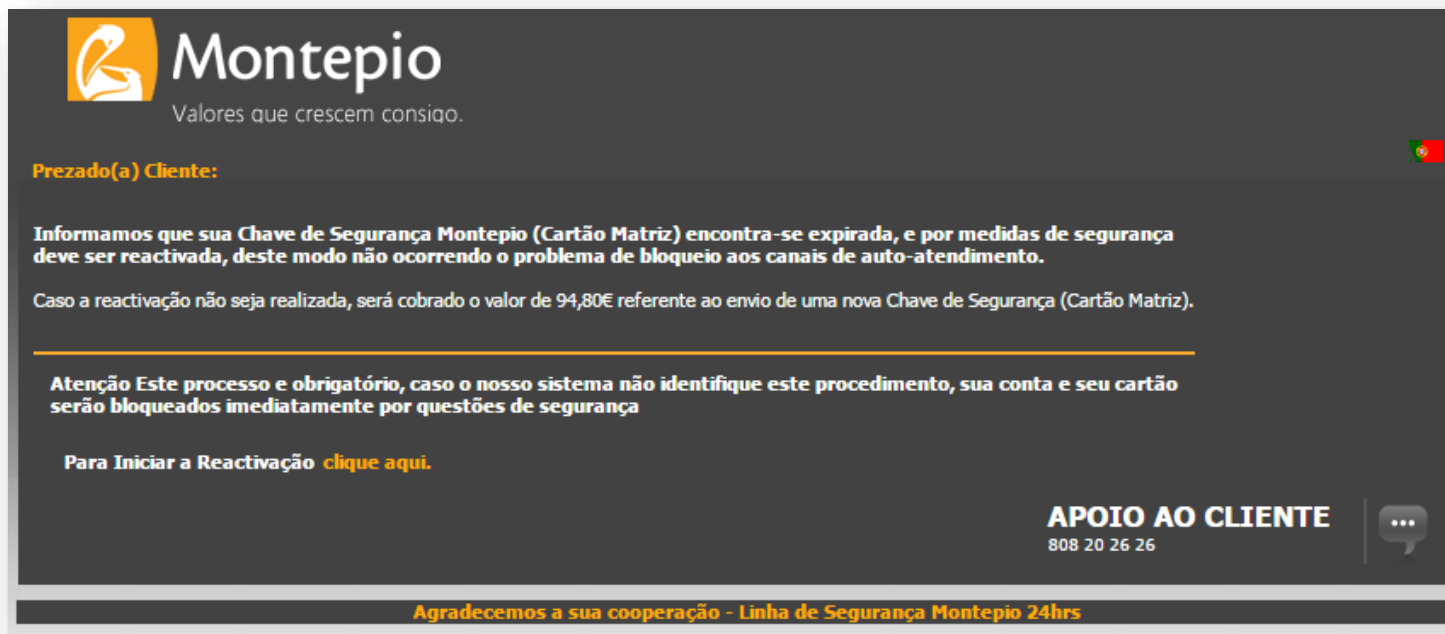 Montepio
Valores que crescem consigo.
Prezado(a) Cliente:
Informamos que sua Chave de Segurança Montepio (Cartão Matriz) encontra-se expirada, e por medidas de segurança
deve ser reactivada, deste modo não ocorrendo o problema de bloqueio aos canais de auto-atendimento.
Caso a reactivação não seja realizada, será cobrado o valor de 94,80€ referente ao envio de uma nova Chave de Segurança (Cartão Matriz).
Atenção Este processo e obrigatório, caso o nosso sistema não identifique este procedimento, sua conta e seu cartão
serão bloqueados imediatamente por questões de segurança
Para Iniciar a Reactivação clique aqui.
APOIO AO CLIENTE
808 20 26 26
Agradecemos a sua cooperação - Linha de Segurança Montepio 24hrs